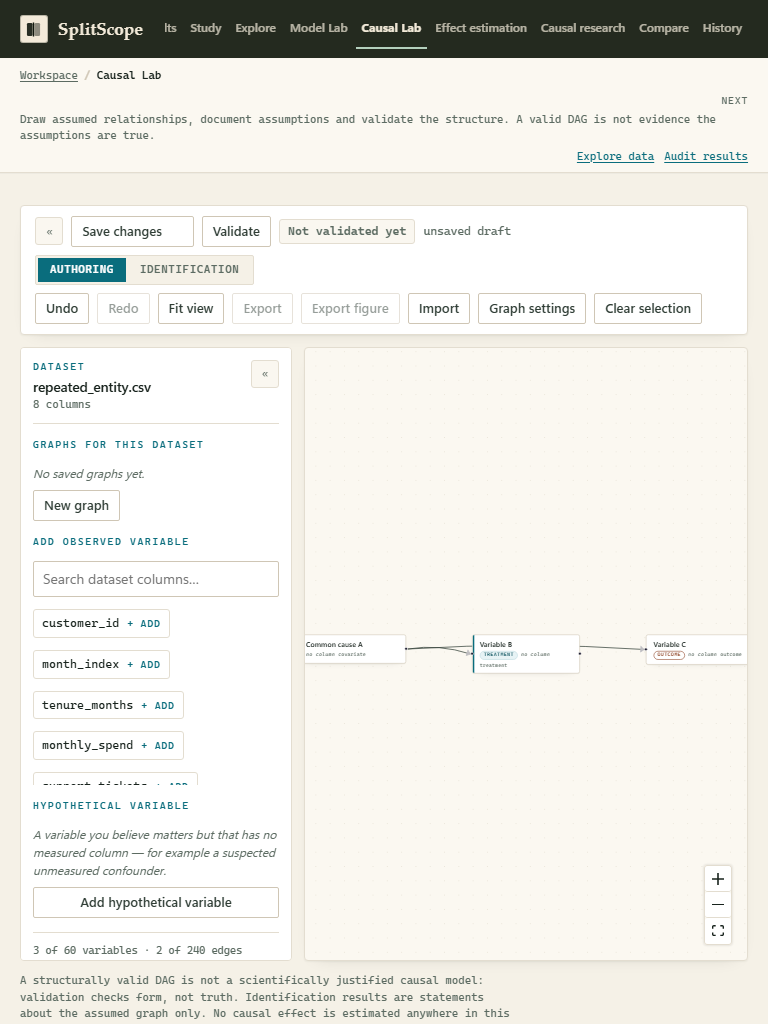 SplitScope
lts Study Explore Model Lab Causal Lab Effect estimation Causal research Compare History
Workspace / Causal Lab
NEXT
Draw assumed relationships, document assumptions and validate the structure. A valid DAG is not evidence the
assumptions are true.
Explore data Audit results
« Save changes Validate Not validated yet unsaved draft
AUTHORING IDENTIFICATION
Undo Redo Fit view Export Export figure Import Graph settings Clear selection
DATASET
«
repeated_entity.csv
8 columns
GRAPHS FOR THIS DATASET
No saved graphs yet.
New graph
ADD OBSERVED VARIABLE
Search dataset columns...
customer_id + ADD
month_index + ADD
tenure_months + ADD
monthly_spend + ADD
support_tickets + ADD
HYPOTHETICAL VARIABLE
A variable you believe matters but that has no
measured column — for example a suspected
unmeasured confounder.
Add hypothetical variable
3 of 60 variables · 2 of 240 edges
Common cause A
no column covariate
Variable B
TREATMENT no column
treatment
Variable C
OUTCOME no column outcome
+
—
A structurally valid DAG is not a scientifically justified causal model:
validation checks form, not truth. Identification results are statements
about the assumed graph only. No causal effect is estimated anywhere in this